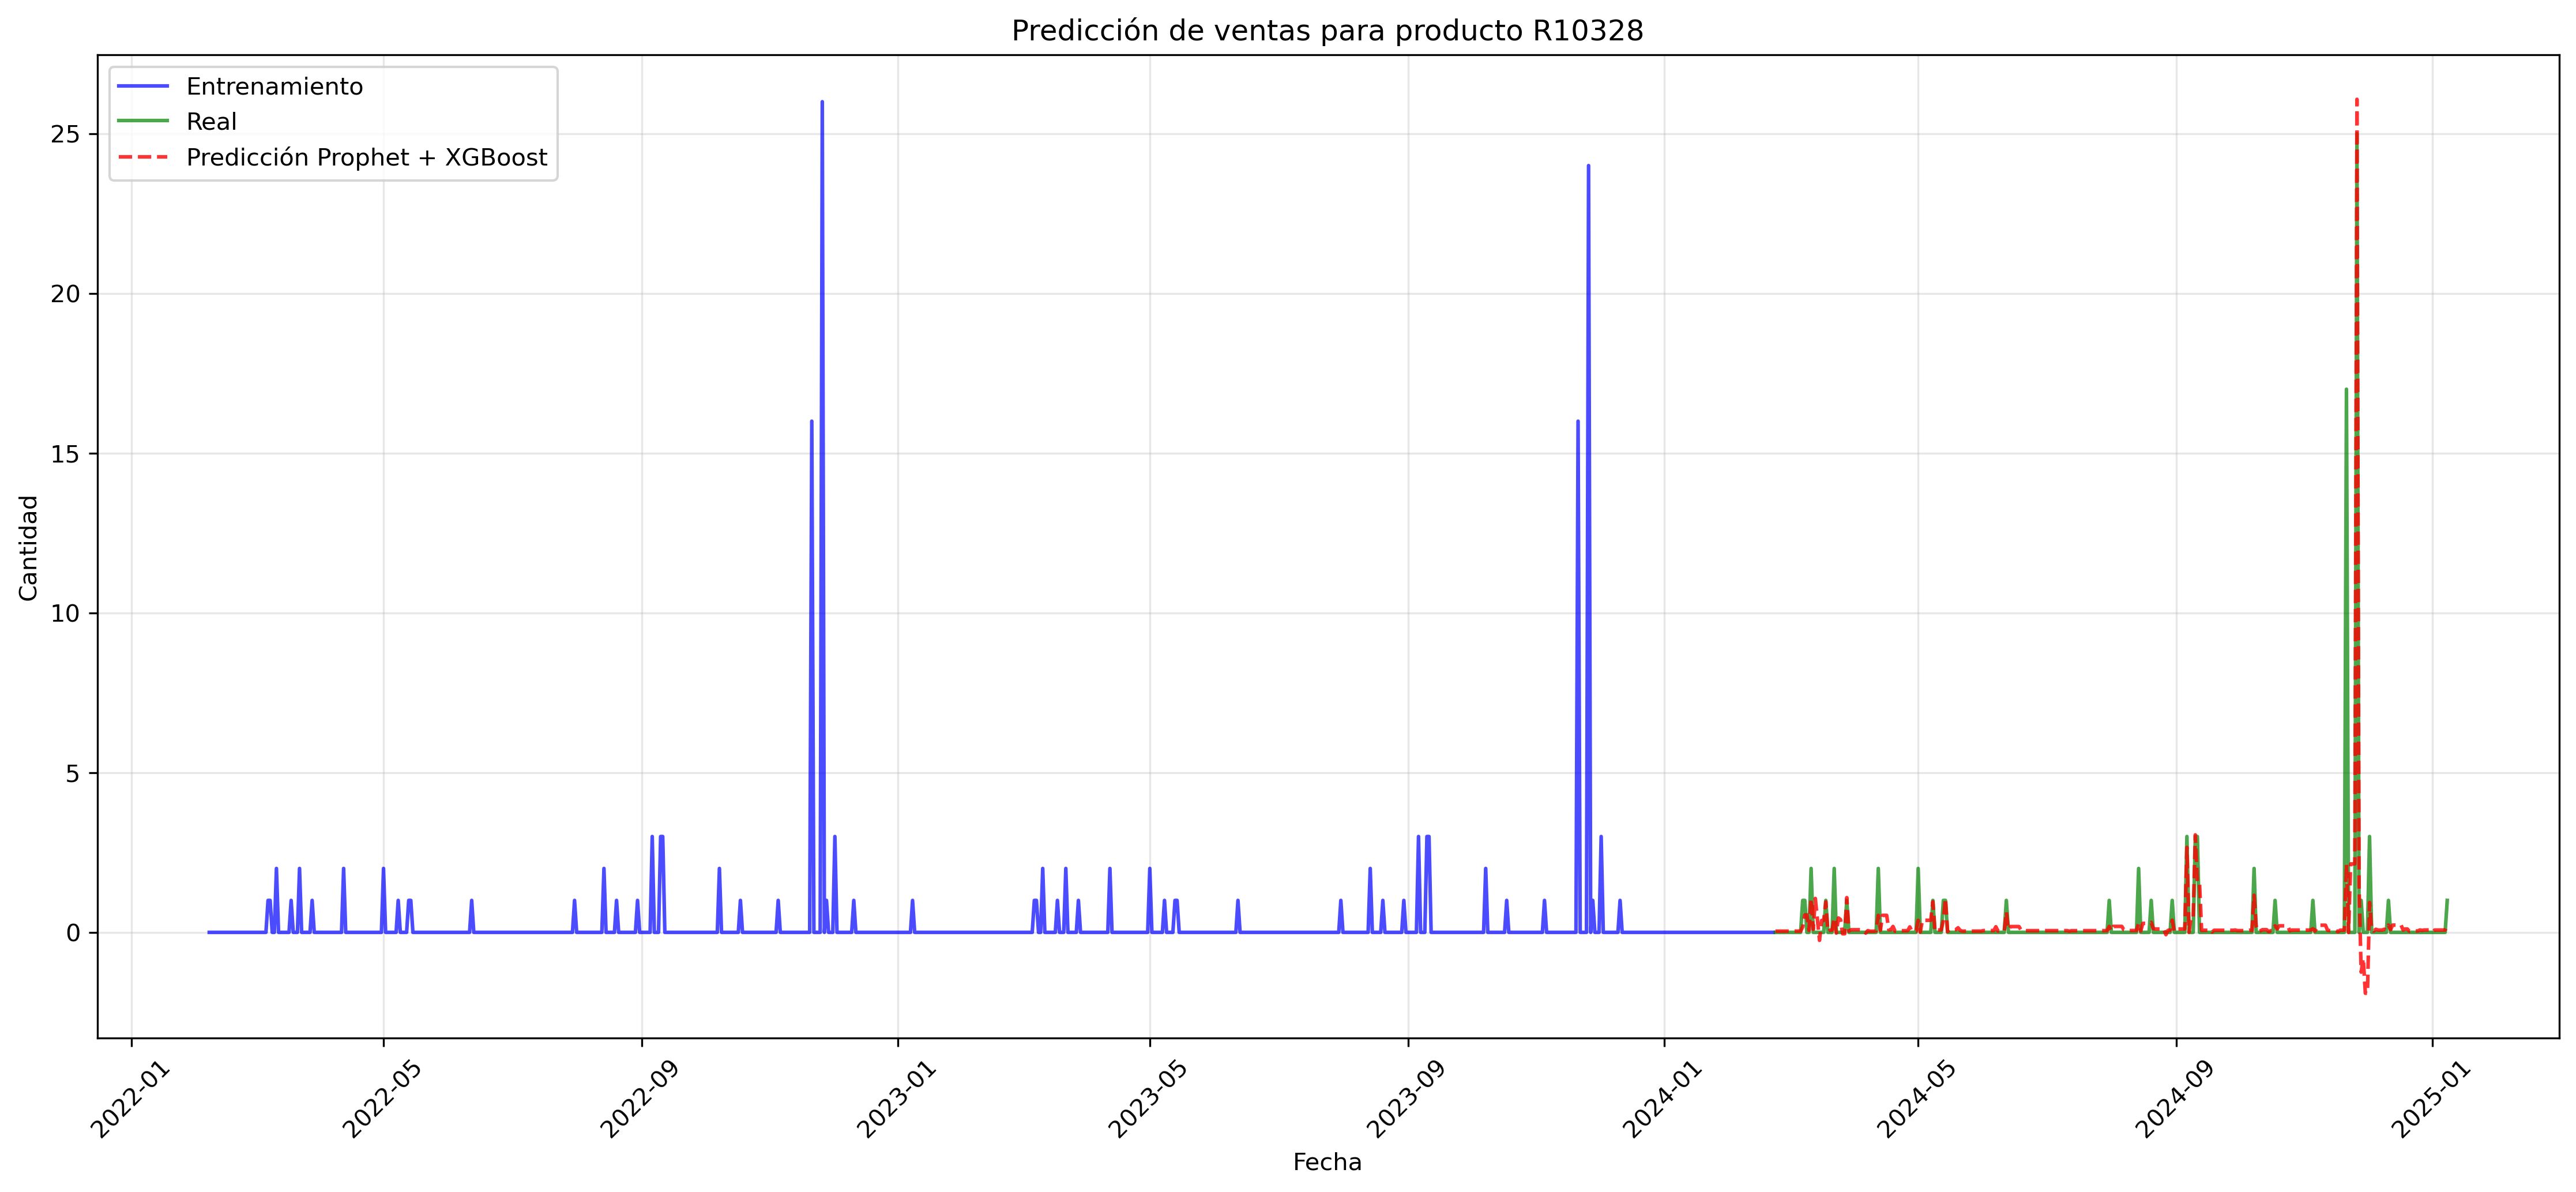 Predicción de ventas para producto R10328
Entrenamiento
Real
Predicción Prophet + XGBoost
25
20
15
10
5
0
Cantidad
2022-01
2022-05
2022-09
2023-01
2023-05
2023-09
2024-01
2024-05
2024-09
2025-01
Fecha